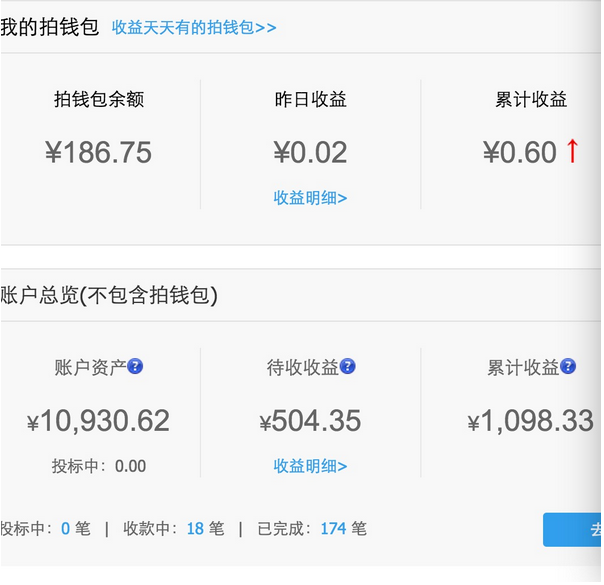 我的拍钱包 收益天天有的拍钱包>>
拍钱包余额 昨日收益 累计收益
¥186.75 ¥0.02 ¥0.60↑
收益明细>
账户总览(不包含拍钱包)
账户资产? 待收收益? 累计收益?
¥10,930.62 ¥504.35 ¥1,098.33
投标中：0.00 收益明细>
投标中：0 笔 | 收款中：18 笔 | 已完成：174 笔 去